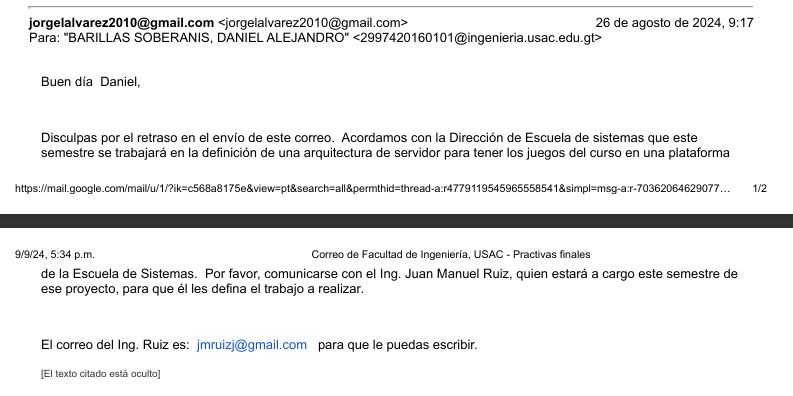 jorgelalvarez2010@gmail.com <jorgelalvarez2010@gmail.com> 26 de agosto de 2024, 9:17
Para: "BARILLAS SOBERANIS, DANIEL ALEJANDRO" <2997420160101@ingenieria.usac.edu.gt>
Buen día Daniel,
Disculpas por el retraso en el envío de este correo. Acordamos con la Dirección de Escuela de sistemas que este
semestre se trabajará en la definición de una arquitectura de servidor para tener los juegos del curso en una plataforma
https://mail.google.com/mail/u/1/?ik=c568a8175e&view=pt&search=all&permthid=thread-a:r4779119545965558541&simpl=msg-a:r-70362064629077… 1/2
9/9/24, 5:34 p.m. Correo de Facultad de Ingeniería, USAC - Practivas finales
de la Escuela de Sistemas. Por favor, comunicarse con el Ing. Juan Manuel Ruiz, quien estará a cargo este semestre de
ese proyecto, para que él les defina el trabajo a realizar.
El correo del Ing. Ruiz es: jmruizj@gmail.com para que le puedas escribir.
[El texto citado está oculto]